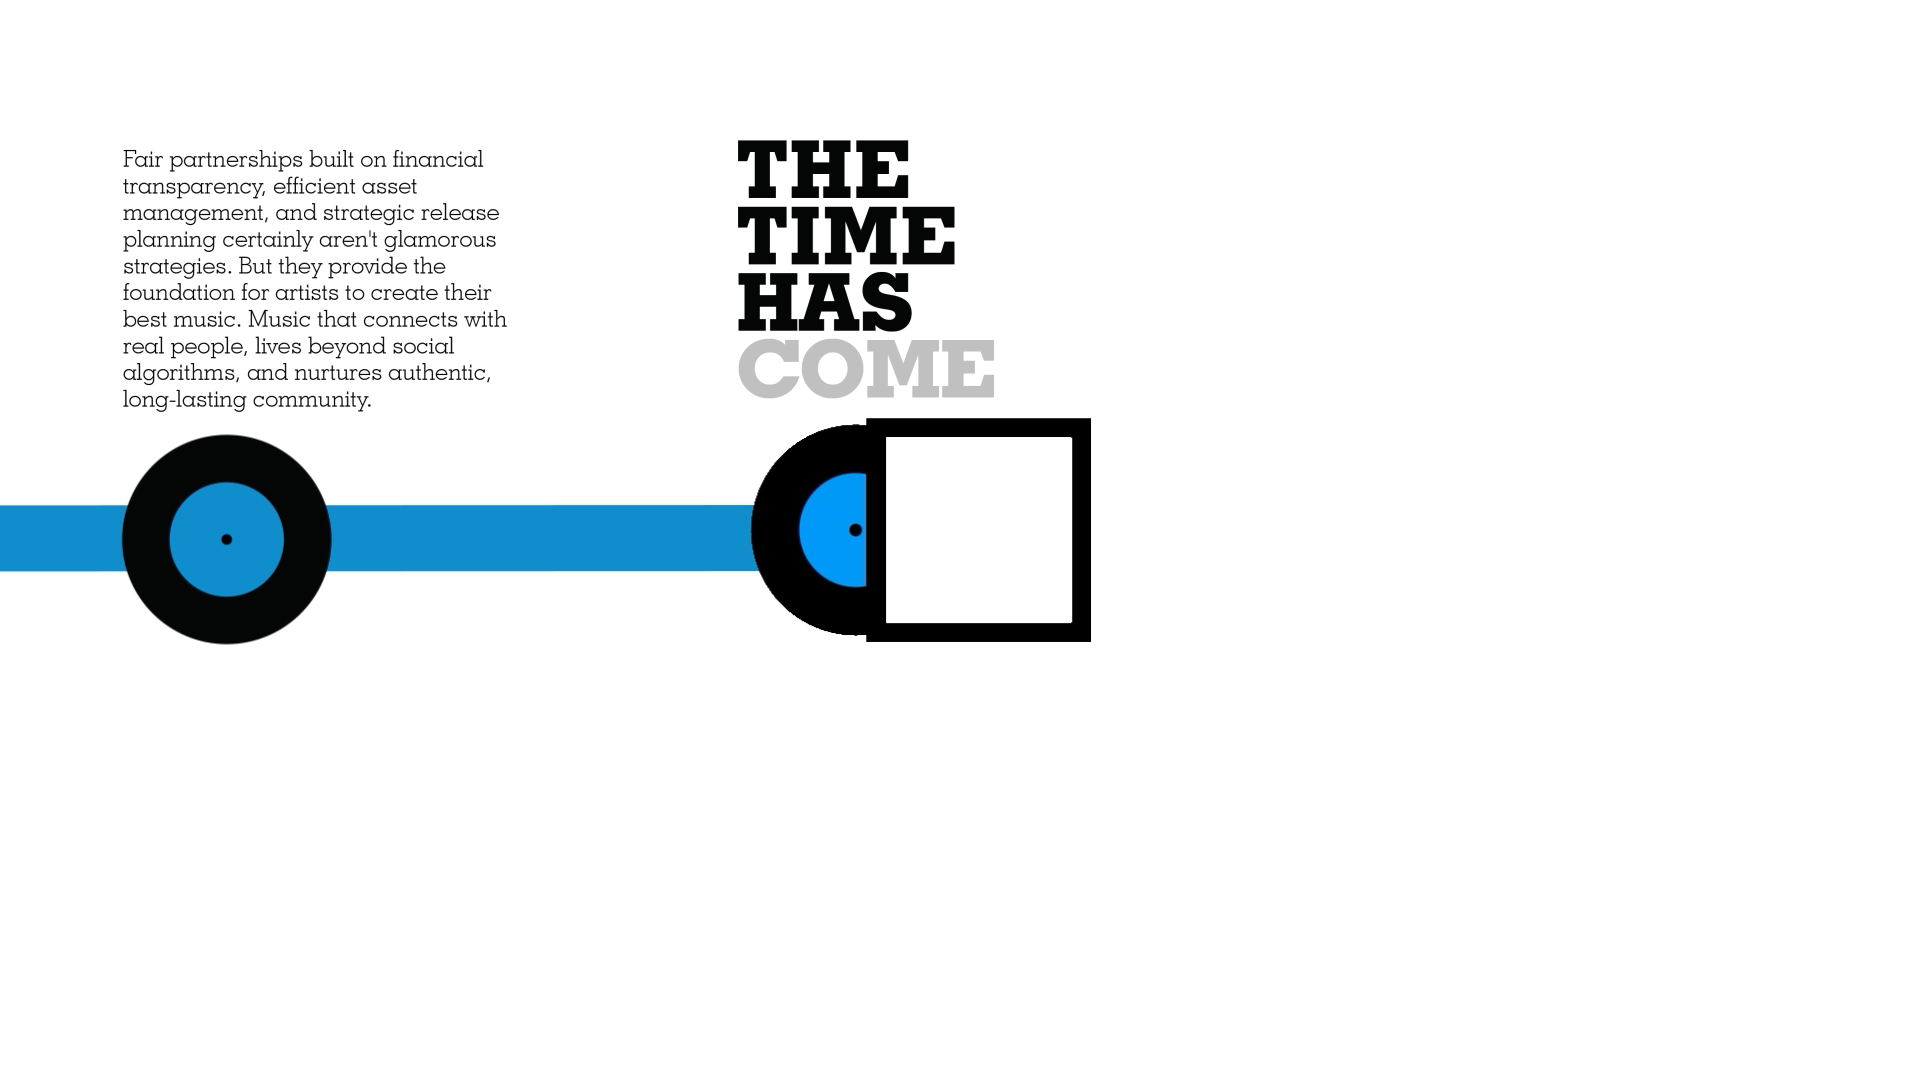 Fair partnerships built on financial
transparency, efficient asset
management, and strategic release
planning certainly aren't glamorous
strategies. But they provide the
foundation for artists to create their
best music. Music that connects with
real people, lives beyond social
algorithms, and nurtures authentic,
long-lasting community.
THE
TIME
HAS
COME